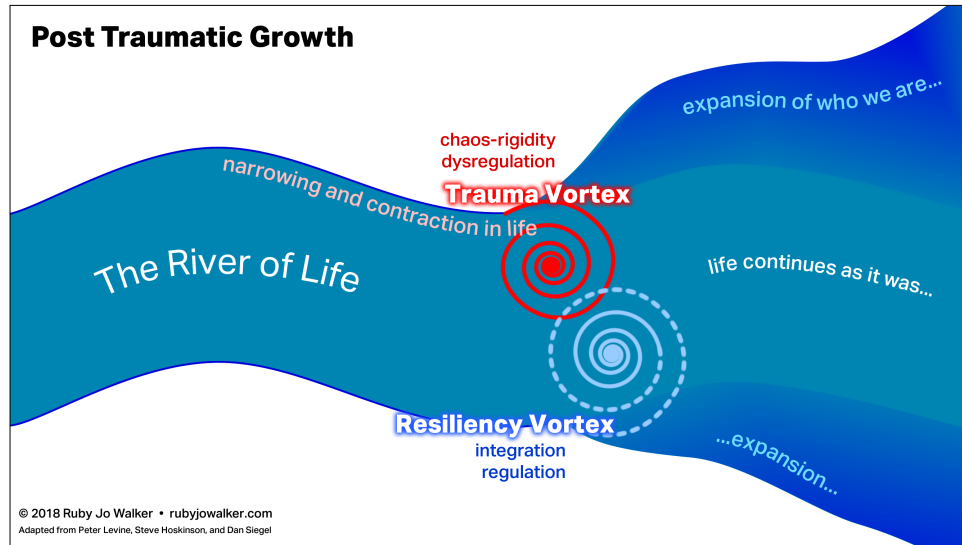 Post Traumatic Growth
expansion of who we are...
chaos-rigidity
dysregulation
Trauma Vortex
narrowing and contraction in life
The River of Life
life continues as it was...
Resiliency Vortex
integration
regulation
...expansion...
© 2018 Ruby Jo Walker • rubyjowalker.com
Adapted from Peter Levine, Steve Hoskinson, and Dan Siegel